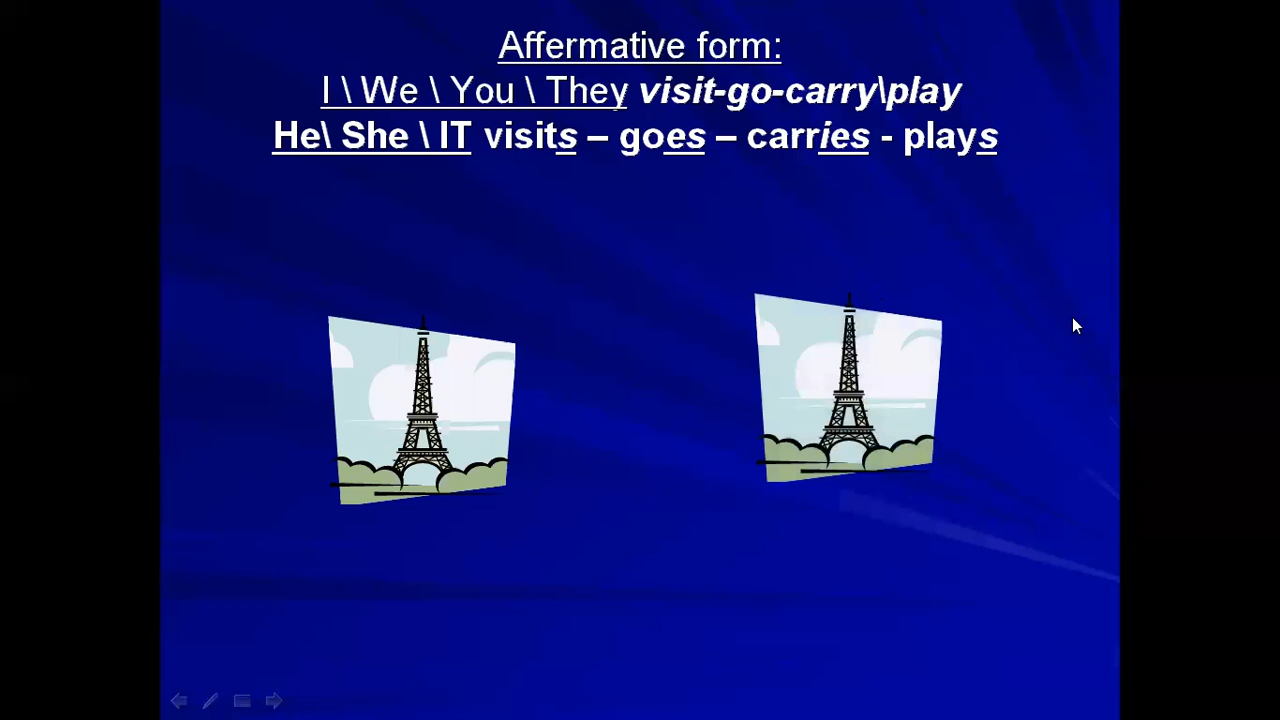 Affermative form:
I \ We \ You \ They visit-go-carry\play
He\ She \ IT visits – goes – carries - plays